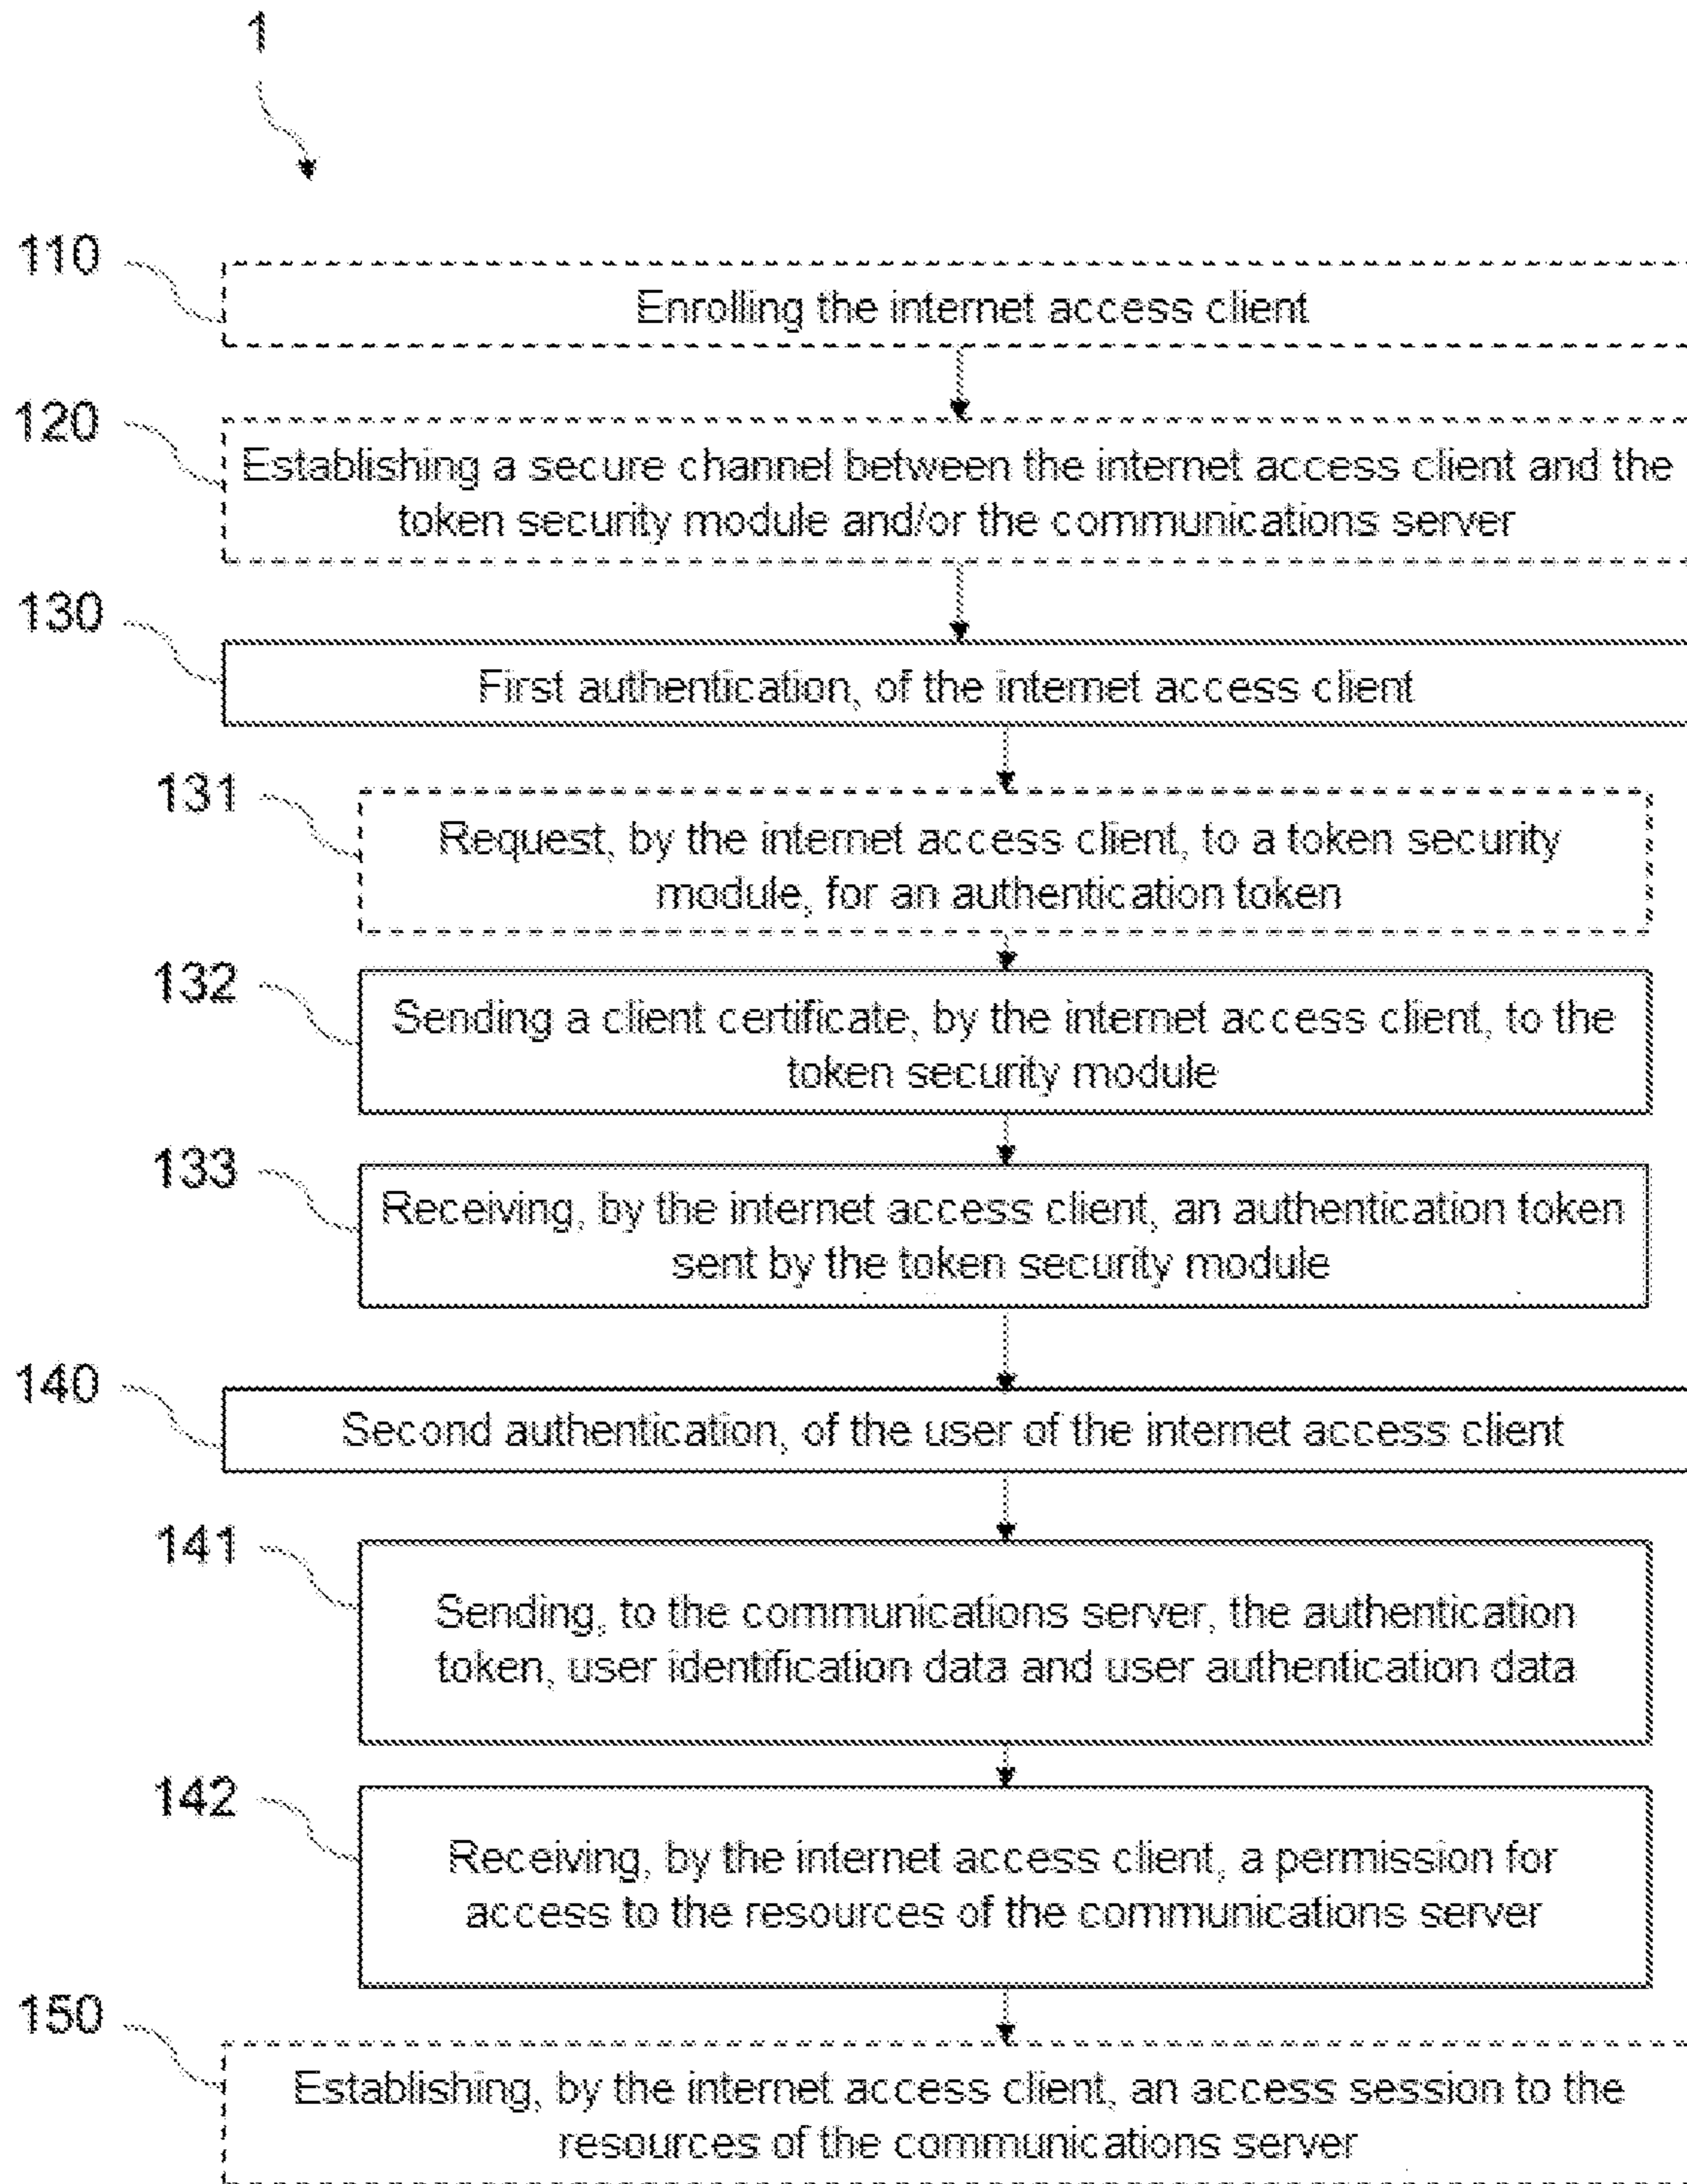 1
110
Enrolling the internet access client
120
Establishing a secure channel between the internet access client and the
token security module and/or the communications server
130
First authentication, of the internet access client
131
Request, by the internet access client, to a token security
module, for an authentication token
132
Sending a client certificate, by the internet access client, to the
token security module
133
Receiving, by the internet access client, an authentication token
sent by the token security module
140
Second authentication, of the user of the internet access client
141
Sending, to the communications server, the authentication
token, user identification data and user authentication data
142
Receiving, by the internet access client, a permission for
access to the resources of the communications server
150
Establishing, by the internet access client, an access session to the
resources of the communications server